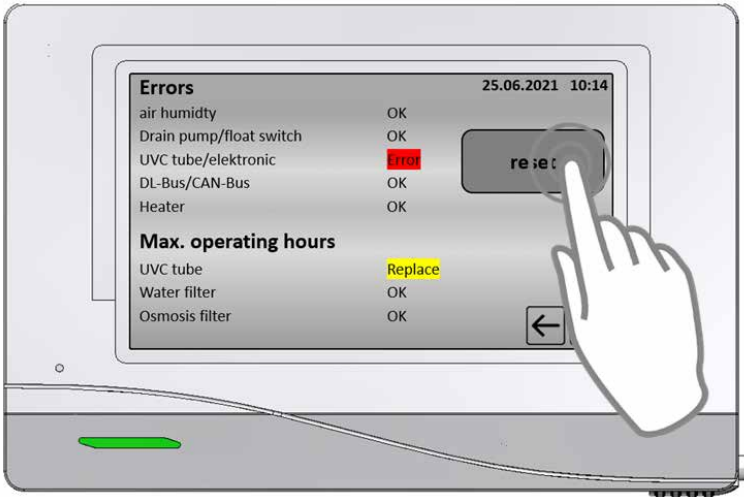 Errors 25.06.2021 10:14
air humidty OK
Drain pump/float switch OK
UVC tube/elektronic Error
reset
DL-Bus/CAN-Bus OK
Heater OK
Max. operating hours
UVC tube Replace
Water filter OK
Osmosis filter OK